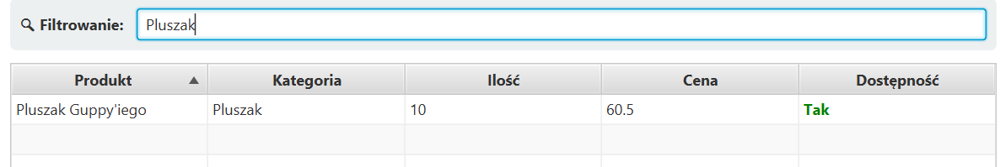 Filtrowanie: Pluszak
Produkt Kategoria Ilość Cena Dostępność
Pluszak Guppy'iego Pluszak 10 60.5 Tak